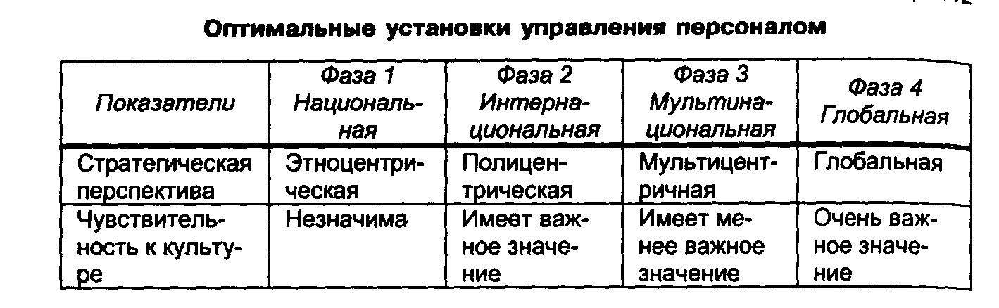 Оптимальные установки управления персоналом
Показатели
Фаза 1
Националь-
ная
Фаза 2
Интерна-
циональная
Фаза 3
Мультина-
циональная
Фаза 4
Глобальная
Стратегическая
перспектива
Этноцентри-
ческая
Полицен-
трическая
Мультицент-
ричная
Глобальная
Чувствитель-
ность к культу-
ре
Незначима
Имеет важ-
ное значе-
ние
Имеет ме-
нее важное
значение
Очень важ-
ное значе-
ние